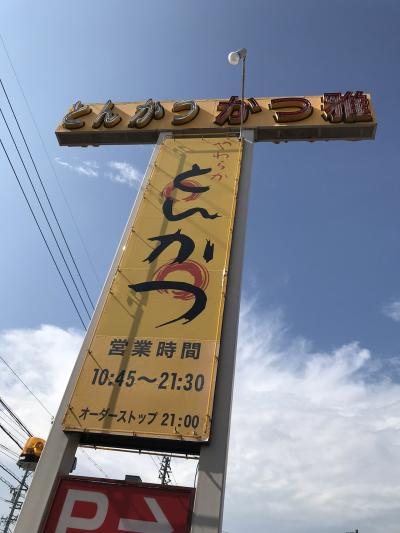 とんかつ かつ雅
やわらか
とんかつ
営業時間
10:45〜21:30
オーダーストップ 21:00
P→